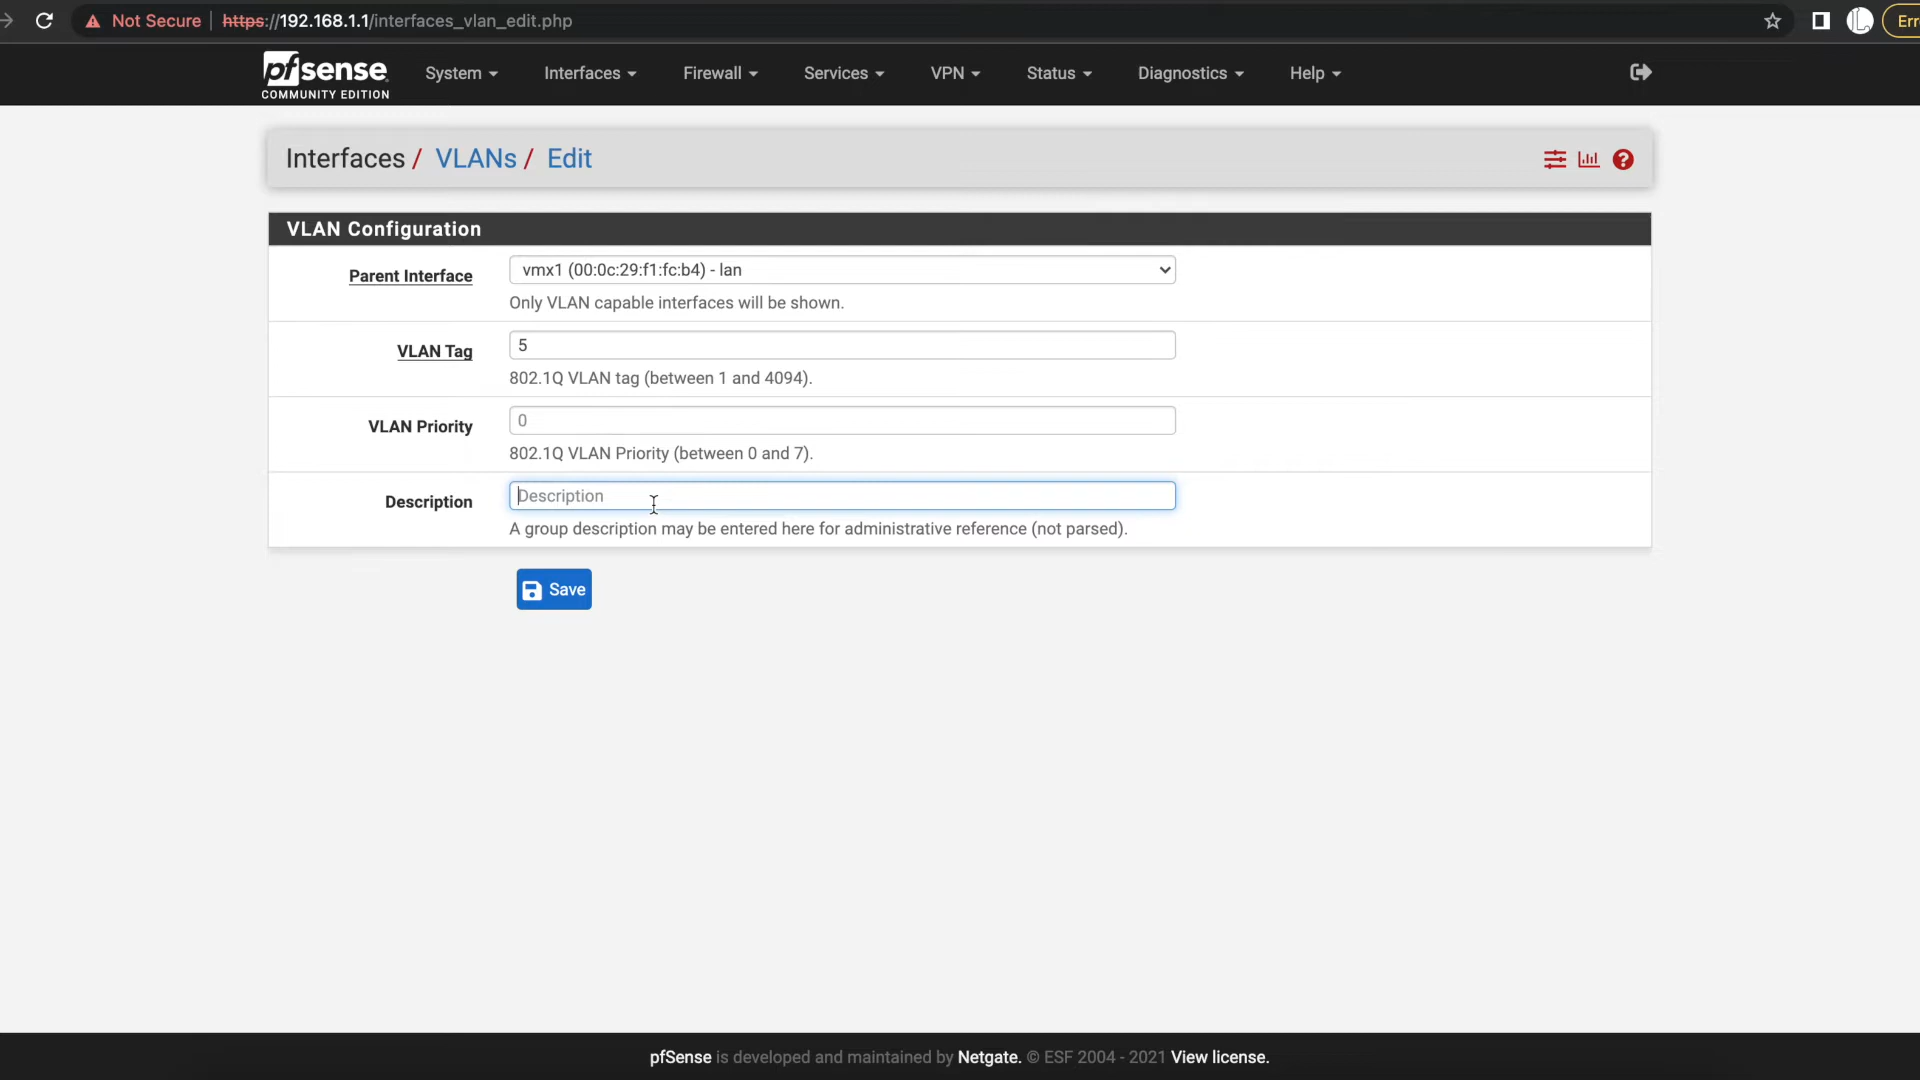 Not Secure | https://192.168.1.1/interfaces_vlan_edit.php
Err
pfsense System Interfaces Firewall Services VPN Status Diagnostics Help
COMMUNITY EDITION
Interfaces / VLANs / Edit
VLAN Configuration
Parent Interface vmx1 (00:0c:29:f1:fc:b4) - lan
Only VLAN capable interfaces will be shown.
VLAN Tag 5
802.1Q VLAN tag (between 1 and 4094).
VLAN Priority 0
802.1Q VLAN Priority (between 0 and 7).
Description Description
A group description may be entered here for administrative reference (not parsed).
Save
pfSense is developed and maintained by Netgate. © ESF 2004 - 2021 View license.